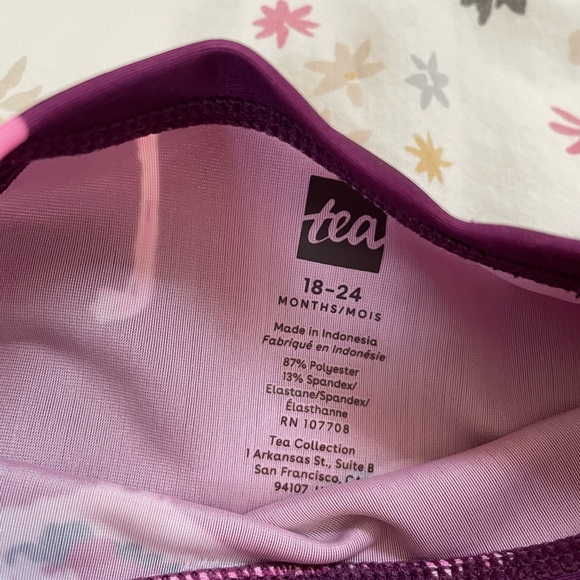 tea
18-24
MONTHS/MOIS
Made in Indonesia
Fabriqué en Indonésie
87% Polyester
13% Spandex/
Elastane/Spandex/
Élasthanne
RN 107708
Tea Collection
1 Arkansas St., Suite B
San Francisco,
94107